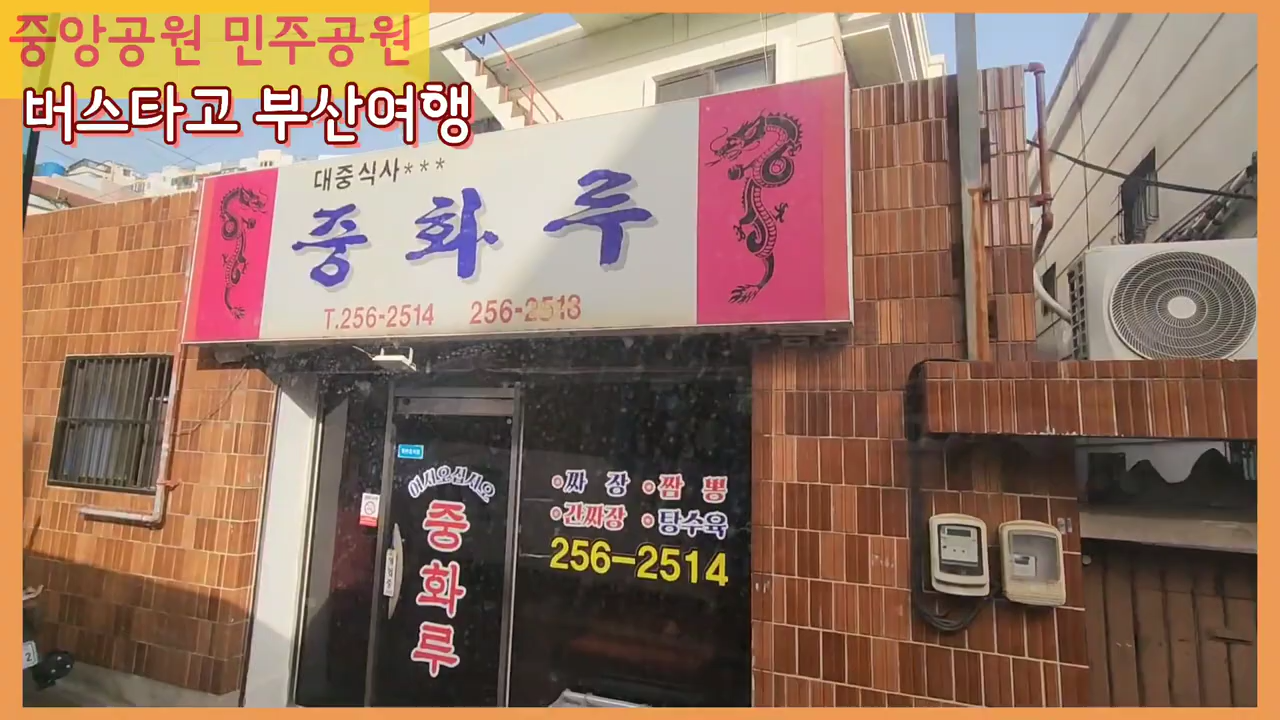 중앙공원 민주공원
버스타고 부산여행
대중식사***
중화루
T.256-2514 256-2513
어서오십시오
중화루
◦짜장 ◦짬뽕
◦간짜장 ◦탕수육
256-2514